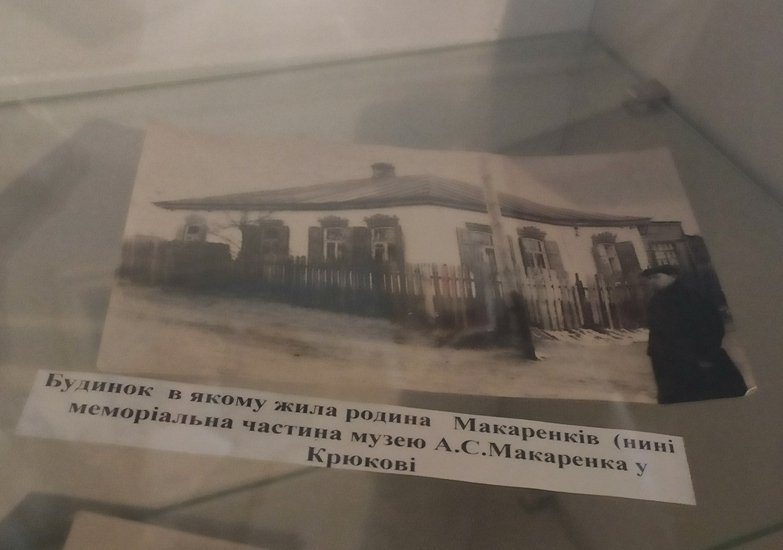 Будинок в якому жила родина Макаренків (нині
меморіальна частина музею А.С.Макаренка у
Крюкові